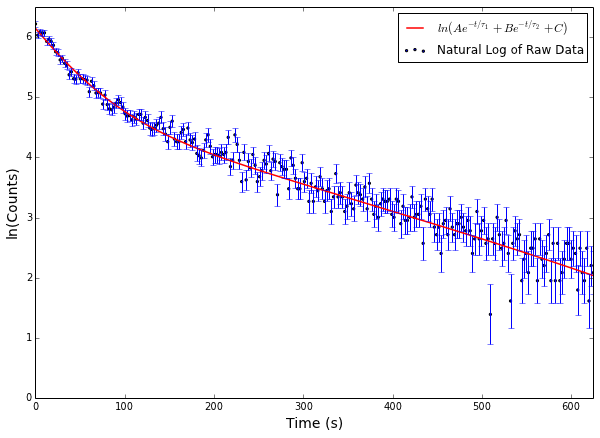 ln(Ae^{-t/τ₁} + Be^{-t/τ₂} + C)
Natural Log of Raw Data
6
5
4
3
2
1
0
ln(Counts)
0 100 200 300 400 500 600
Time (s)